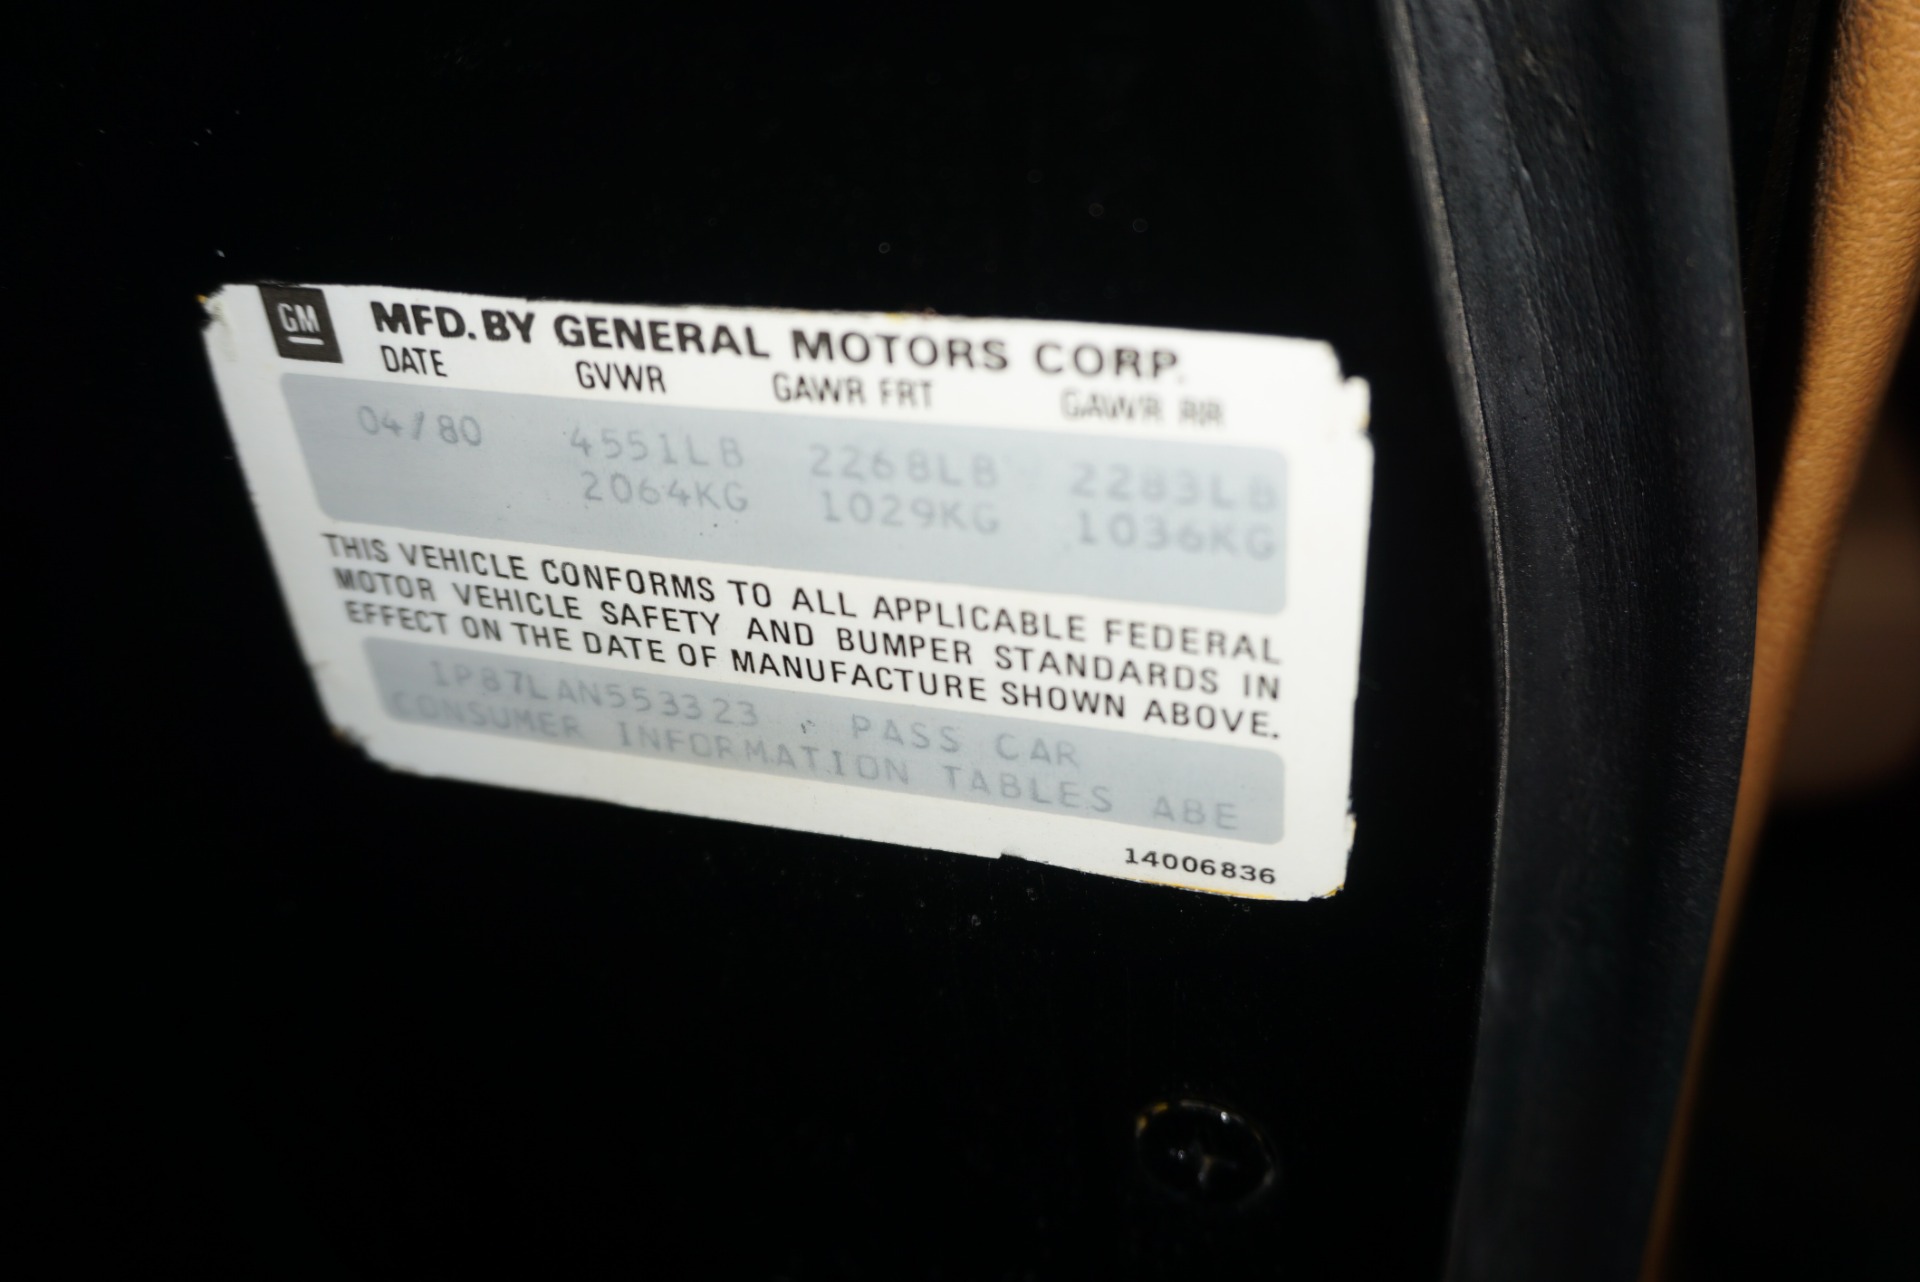 GM MFD. BY GENERAL MOTORS CORP.
DATE GVWR GAWR FRT GAWR RR
04/80 4551LB 2268LB 2283LB
2064KG 1029KG 1036KG
THIS VEHICLE CONFORMS TO ALL APPLICABLE FEDERAL
MOTOR VEHICLE SAFETY AND BUMPER STANDARDS IN
EFFECT ON THE DATE OF MANUFACTURE SHOWN ABOVE.
1P87LAN553323 PASS CAR
CONSUMER INFORMATION TABLES ABE
14006836